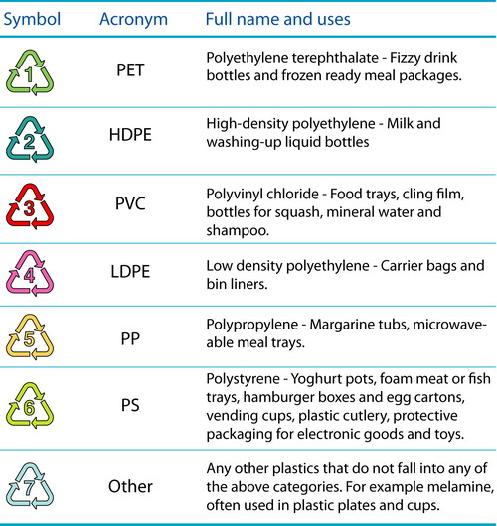 Symbol Acronym Full name and uses
1 PET Polyethylene terephthalate - Fizzy drink
bottles and frozen ready meal packages.
2 HDPE High-density polyethylene - Milk and
washing-up liquid bottles
3 PVC Polyvinyl chloride - Food trays, cling film,
bottles for squash, mineral water and
shampoo.
4 LDPE Low density polyethylene - Carrier bags and
bin liners.
5 PP Polypropylene - Margarine tubs, microwave-
able meal trays.
6 PS Polystyrene - Yoghurt pots, foam meat or fish
trays, hamburger boxes and egg cartons,
vending cups, plastic cutlery, protective
packaging for electronic goods and toys.
7 Other Any other plastics that do not fall into any of
the above categories. For example melamine,
often used in plastic plates and cups.